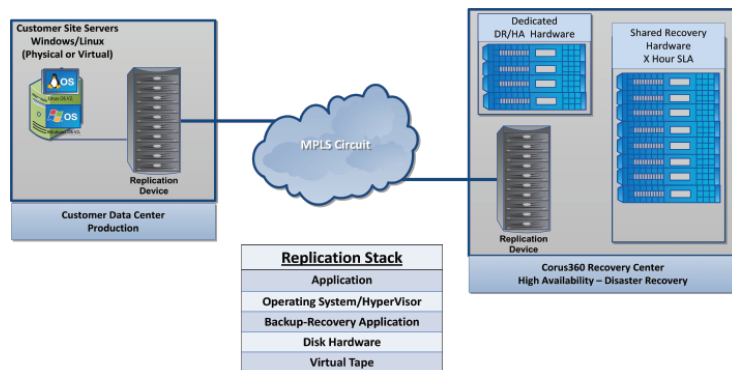 Customer Site Servers
Windows/Linux
(Physical or Virtual)
OS
OS
Replication
Device
Customer Data Center
Production
MPLS Circuit
Dedicated
DR/HA Hardware
Shared Recovery
Hardware
X Hour SLA
Replication
Device
Corus360 Recovery Center
High Availability – Disaster Recovery
Replication Stack
Application
Operating System/HyperVisor
Backup-Recovery Application
Disk Hardware
Virtual Tape